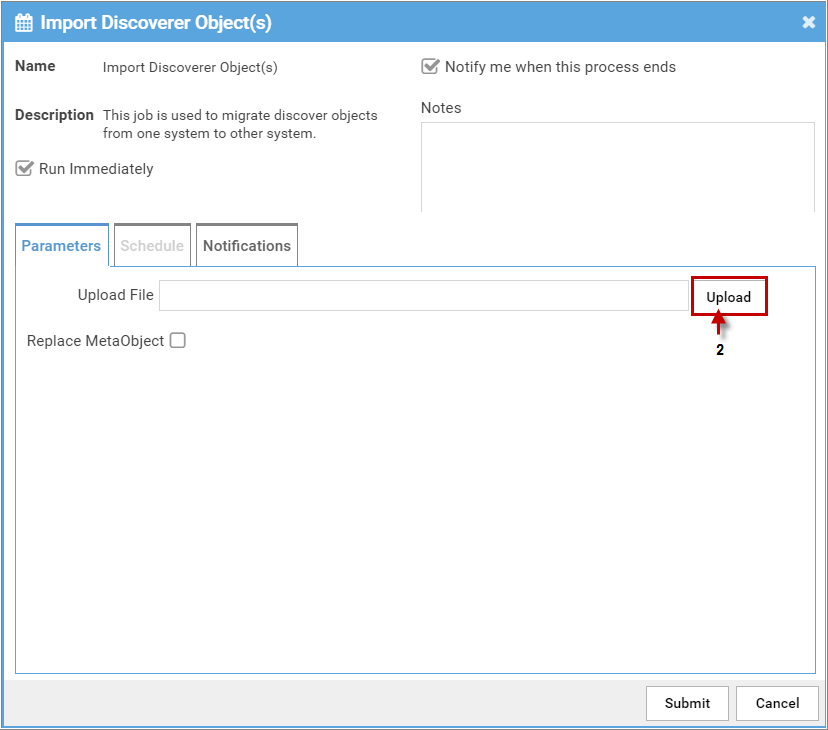 Import Discoverer Object(s)
Name Import Discoverer Object(s)
Notify me when this process ends
Description This job is used to migrate discover objects
from one system to other system.
Notes
Run Immediately
Parameters Schedule Notifications
Upload File Upload
2
Replace MetaObject
Submit Cancel